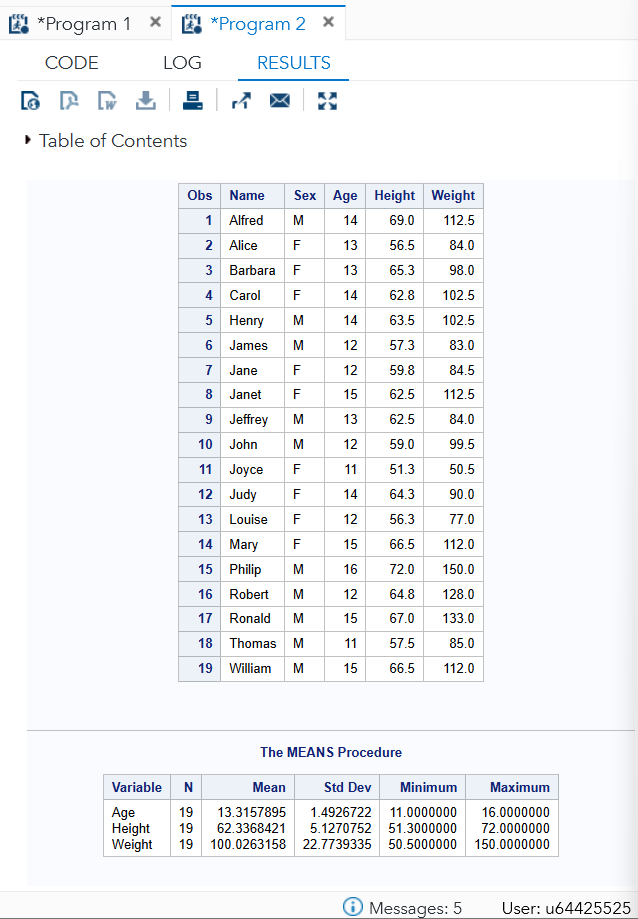 *Program 1 × *Program 2 ×
CODE LOG RESULTS
Table of Contents
Obs Name Sex Age Height Weight
1 Alfred M 14 69.0 112.5
2 Alice F 13 56.5 84.0
3 Barbara F 13 65.3 98.0
4 Carol F 14 62.8 102.5
5 Henry M 14 63.5 102.5
6 James M 12 57.3 83.0
7 Jane F 12 59.8 84.5
8 Janet F 15 62.5 112.5
9 Jeffrey M 13 62.5 84.0
10 John M 12 59.0 99.5
11 Joyce F 11 51.3 50.5
12 Judy F 14 64.3 90.0
13 Louise F 12 56.3 77.0
14 Mary F 15 66.5 112.0
15 Philip M 16 72.0 150.0
16 Robert M 12 64.8 128.0
17 Ronald M 15 67.0 133.0
18 Thomas M 11 57.5 85.0
19 William M 15 66.5 112.0
The MEANS Procedure
Variable N Mean Std Dev Minimum Maximum
Age 19 13.3157895 1.4926722 11.0000000 16.0000000
Height 19 62.3368421 5.1270752 51.3000000 72.0000000
Weight 19 100.0263158 22.7739335 50.5000000 150.0000000
Messages: 5 User: u64425525